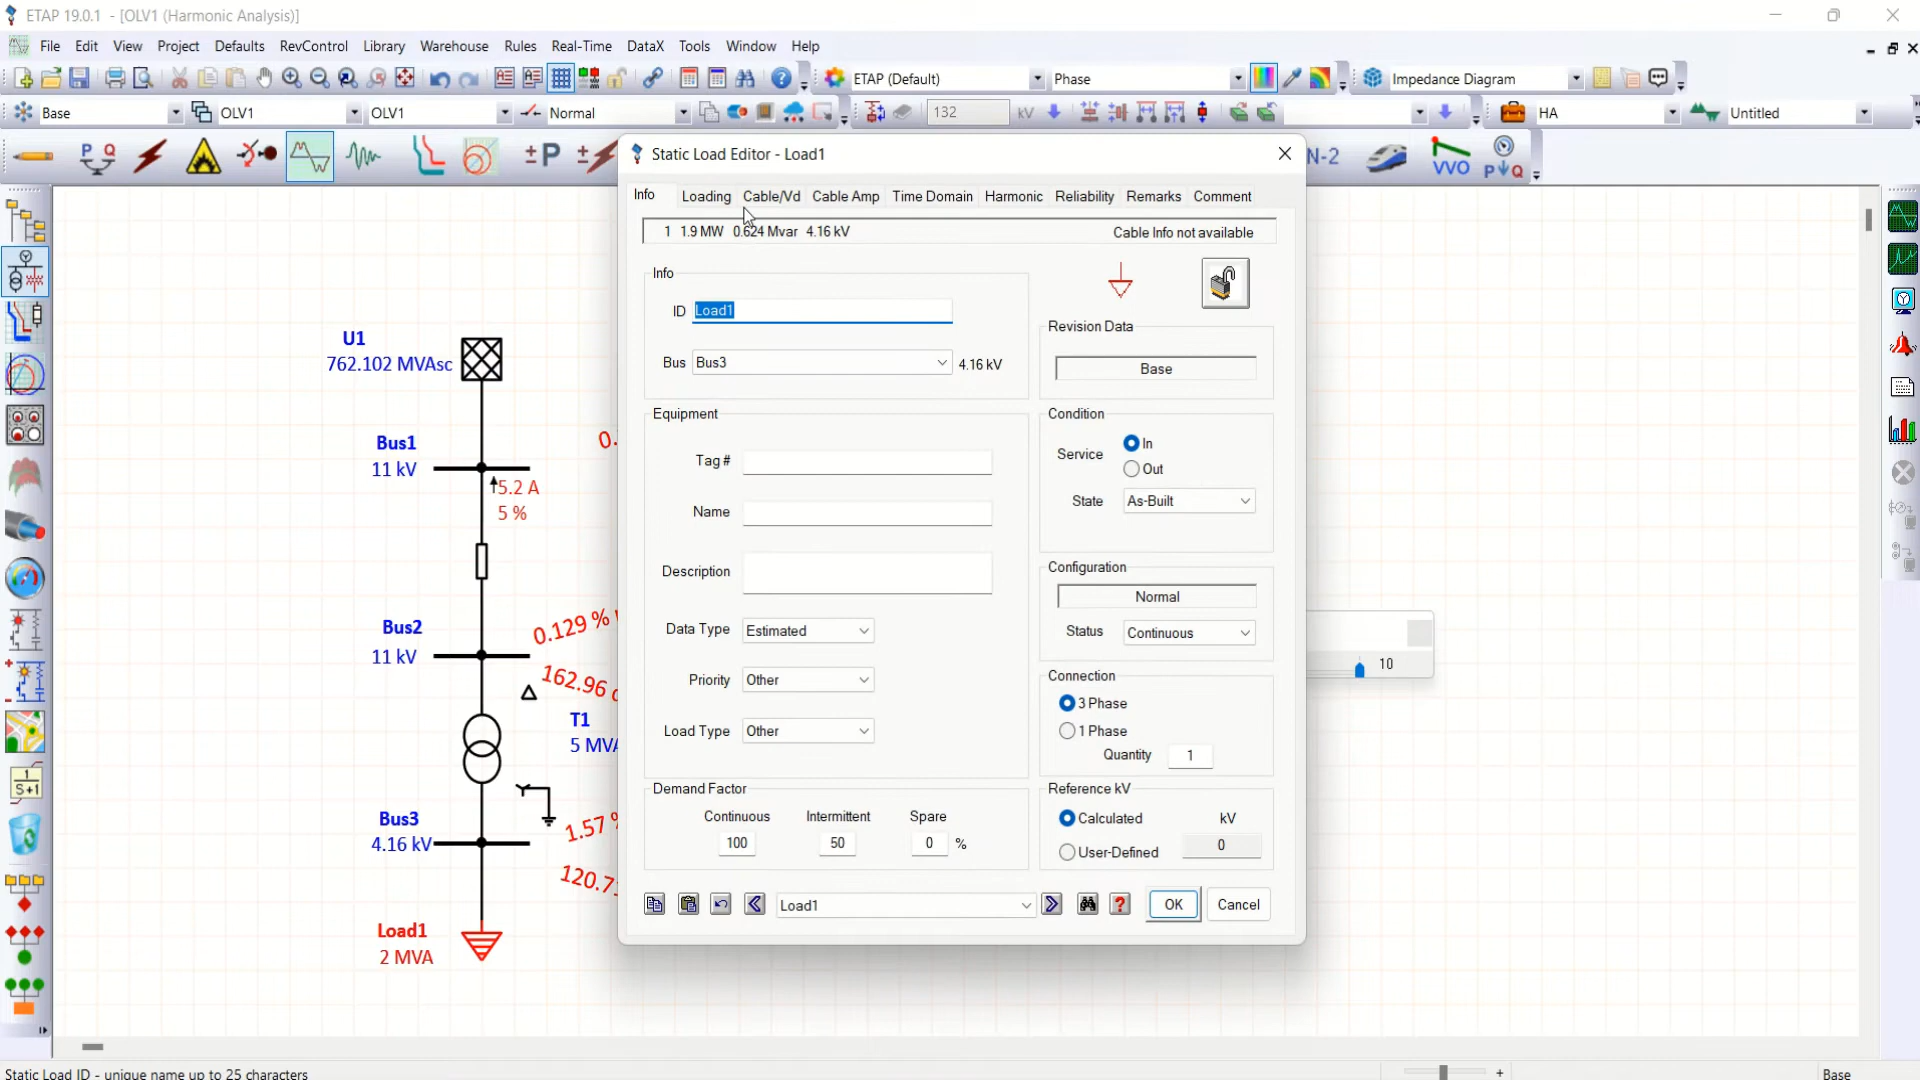 ETAP 19.0.1 - [OLV1 (Harmonic Analysis)]
File Edit View Project Defaults RevControl Library Warehouse Rules Real-Time DataX Tools Window Help
ETAP (Default) Phase Impedance Diagram
Base OLV1 OLV1 Normal 132 kV HA Untitled
P Q ±P ± N-2 VVO P Q
Static Load Editor - Load1
Info Loading Cable/Vd Cable Amp Time Domain Harmonic Reliability Remarks Comment
1 1.9 MW 0.624 Mvar 4.16 kV Cable Info not available
Info
ID Load1
Bus Bus3 4.16 kV
Revision Data
Base
Equipment
Tag #
Name
Description
Data Type Estimated
Priority Other
Load Type Other
Condition
Service In
Out
State As-Built
Configuration
Normal
Status Continuous
Connection
3 Phase
1 Phase
Quantity 1
Demand Factor
Continuous Intermittent Spare
100 50 0 %
Reference kV
Calculated kV
User-Defined 0
Load1 OK Cancel
U1
762.102 MVAsc
Bus1
11 kV
0.
5.2 A
5 %
Bus2
11 kV
0.129 %
162.96
T1
5 MVA
Bus3
4.16 kV
1.57 %
120.7
Load1
2 MVA
10
1
S+1
Static Load ID - unique name up to 25 characters
+
Base